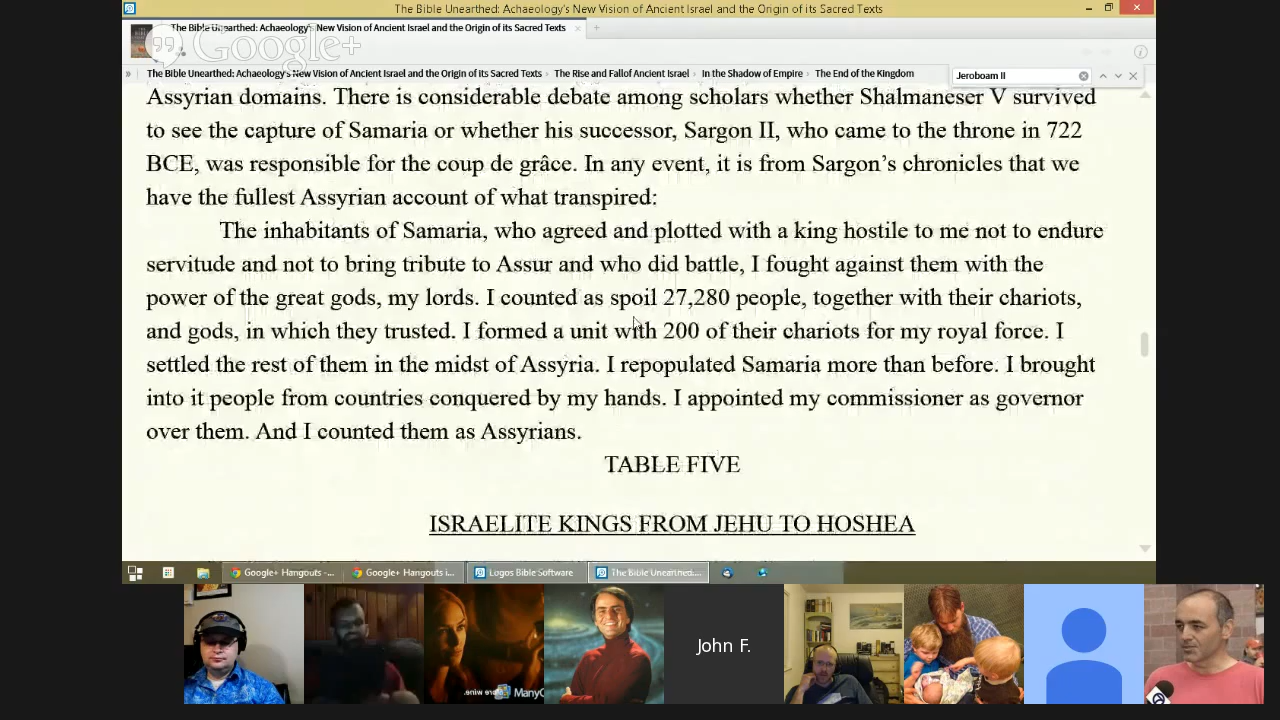 The Bible Unearthed: Achaeology's New Vision of Ancient Israel and the Origin of its Sacred Texts
The Bible Unearthed: Achaeology's New Vision of Ancient Israel and the Origin of its Sacred Texts
Google+
The Bible Unearthed: Achaeology's New Vision of Ancient Israel and the Origin of its Sacred Texts › The Rise and Fallof Ancient Israel › In the Shadow of Empire › The End of the Kingdom
Jeroboam II
Assyrian domains. There is considerable debate among scholars whether Shalmaneser V survived
to see the capture of Samaria or whether his successor, Sargon II, who came to the throne in 722
BCE, was responsible for the coup de grâce. In any event, it is from Sargon's chronicles that we
have the fullest Assyrian account of what transpired:
The inhabitants of Samaria, who agreed and plotted with a king hostile to me not to endure
servitude and not to bring tribute to Assur and who did battle, I fought against them with the
power of the great gods, my lords. I counted as spoil 27,280 people, together with their chariots,
and gods, in which they trusted. I formed a unit with 200 of their chariots for my royal force. I
settled the rest of them in the midst of Assyria. I repopulated Samaria more than before. I brought
into it people from countries conquered by my hands. I appointed my commissioner as governor
over them. And I counted them as Assyrians.
TABLE FIVE
ISRAELITE KINGS FROM JEHU TO HOSHEA
Google+ Hangouts -...
Google+ Hangouts i...
Logos Bible Software
The Bible Unearthed:...
John F.